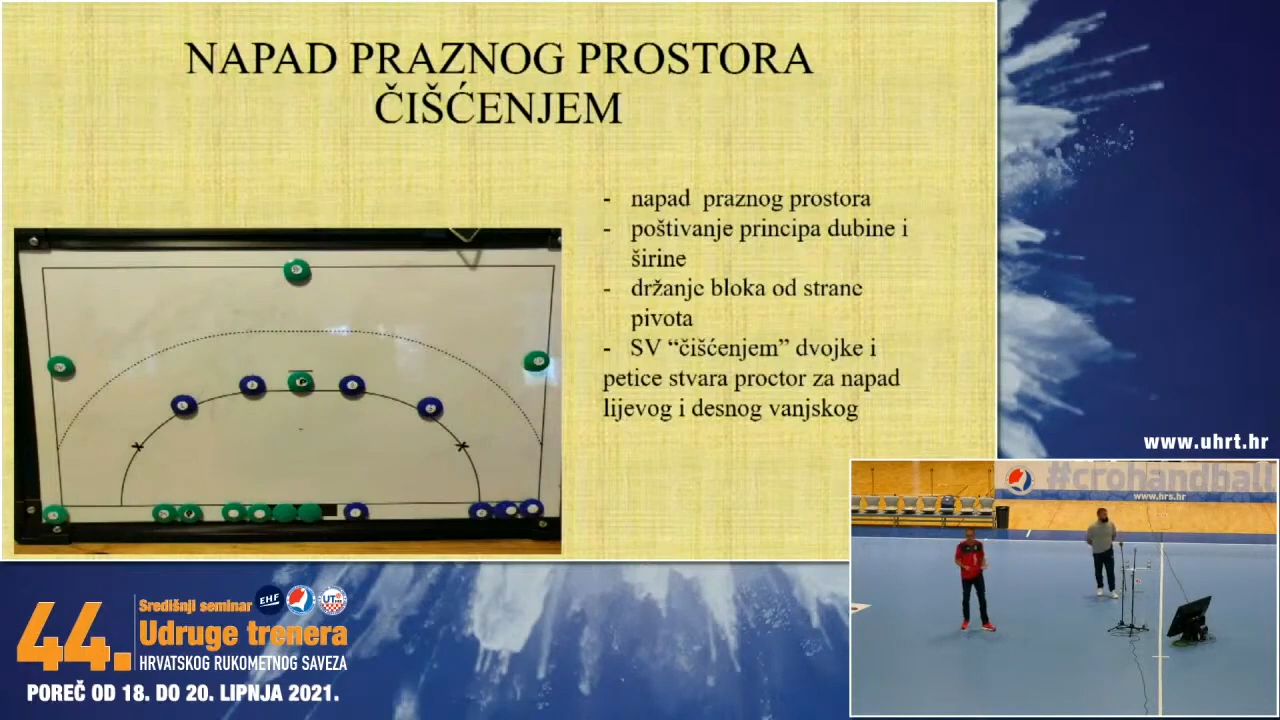 NAPAD PRAZNOG PROSTORA
ČIŠĆENJEM
- napad praznog prostora
- poštivanje principa dubine i
širine
- držanje bloka od strane
pivota
- SV “čišćenjem” dvojke i
petice stvara proctor za napad
lijevog i desnog vanjskog
www.uhrt.hr
#crohandball
www.hrs.hr
44.
Središnji seminar
EHF
UT
Udruge trenera
HRVATSKOG RUKOMETNOG SAVEZA
POREČ OD 18. DO 20. LIPNJA 2021.